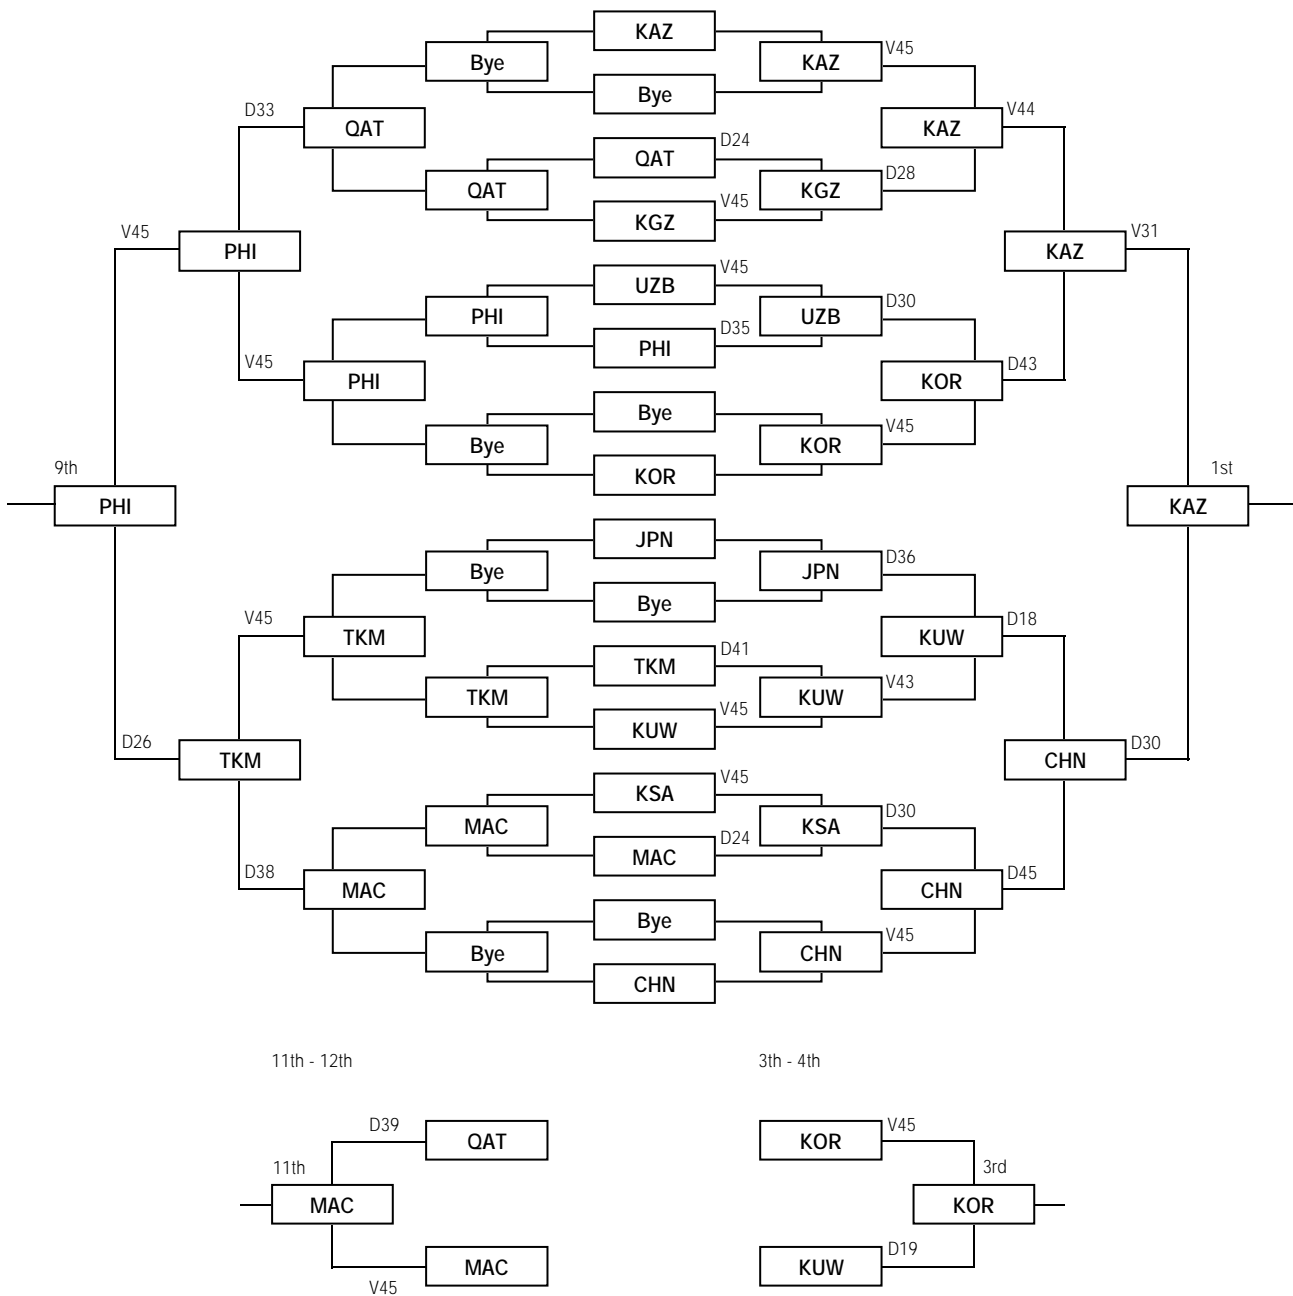 KAZ
V45
Bye
KAZ
Bye
D33
V44
QAT
KAZ
D24
QAT
D28
QAT
KGZ
V45
KGZ
V45
V31
PHI
KAZ
V45
UZB
D30
PHI
UZB
D35
PHI
V45
D43
PHI
KOR
Bye
V45
Bye
KOR
9th
1st
KOR
PHI
KAZ
JPN
D36
Bye
JPN
Bye
V45
D18
TKM
KUW
D41
TKM
V43
TKM
KUW
V45
KUW
D26
D30
TKM
CHN
V45
KSA
D30
MAC
KSA
D24
MAC
D38
D45
MAC
CHN
Bye
V45
Bye
CHN
CHN
11th - 12th
3th - 4th
D39
V45
QAT
KOR
11th
3rd
MAC
KOR
D19
MAC
KUW
V45